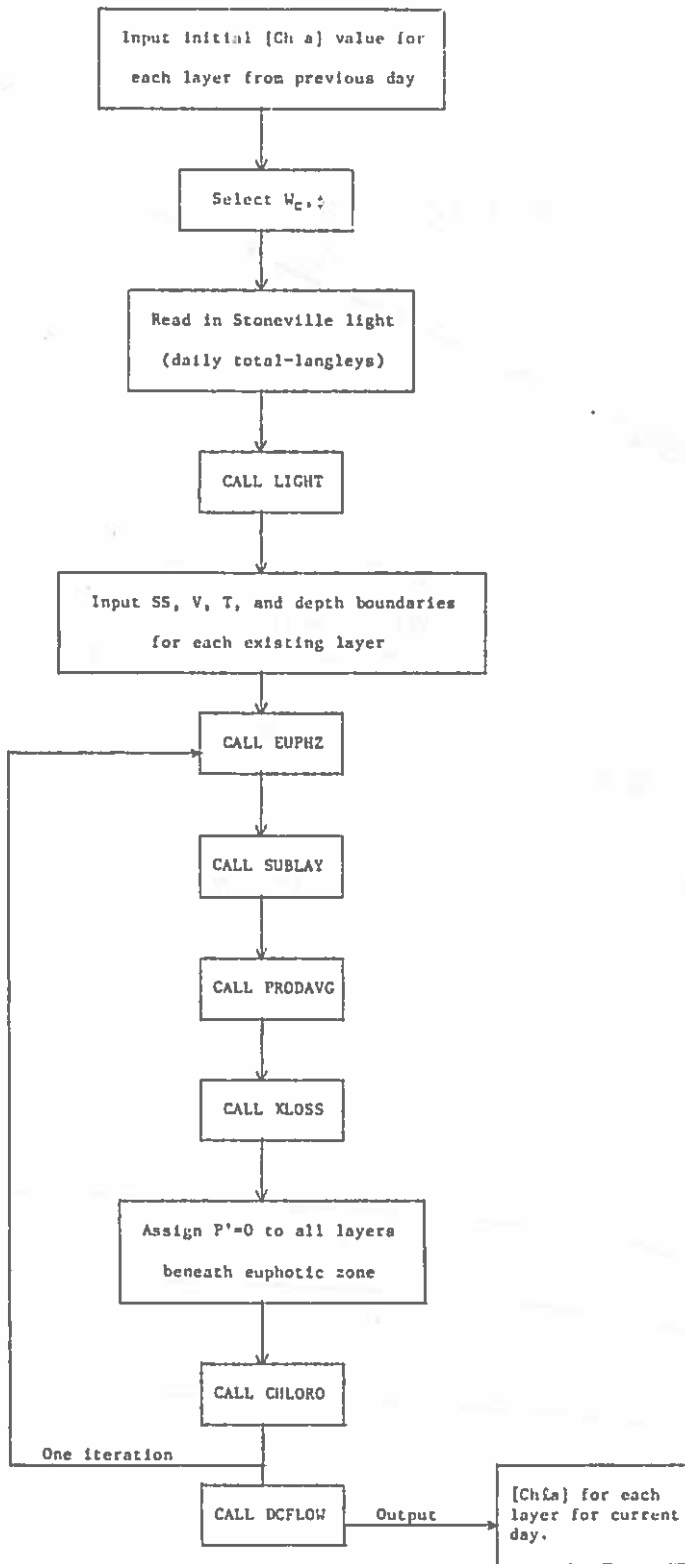 Input initial [Ch a] value for
each layer from previous day
Select W
Read in Stoneville light
(daily total-langleys)
CALL LIGHT
Input SS, V, T, and depth boundaries
for each existing layer
CALL EUPHZ
CALL SUBLAY
CALL PRODAVG
CALL XLOSS
Assign P'=0 to all layers
beneath euphotic zone
CALL CHLORO
One iteration
CALL DCFLOW
Output
[Ch a] for each
layer for current
day.